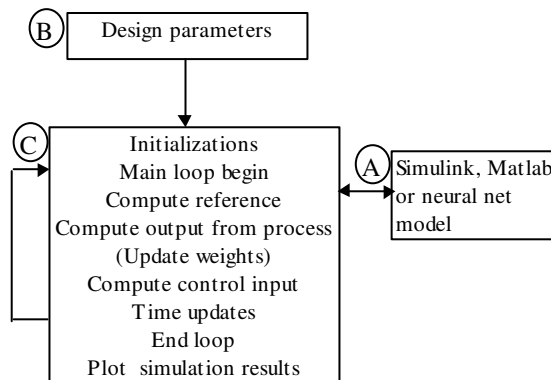 B
Design parameters
C
Initializations
Main loop begin
Compute reference
Compute output from process
(Update weights)
Compute control input
Time updates
End loop
Plot simulation results
A
Simulink, Matlab
or neural net
model